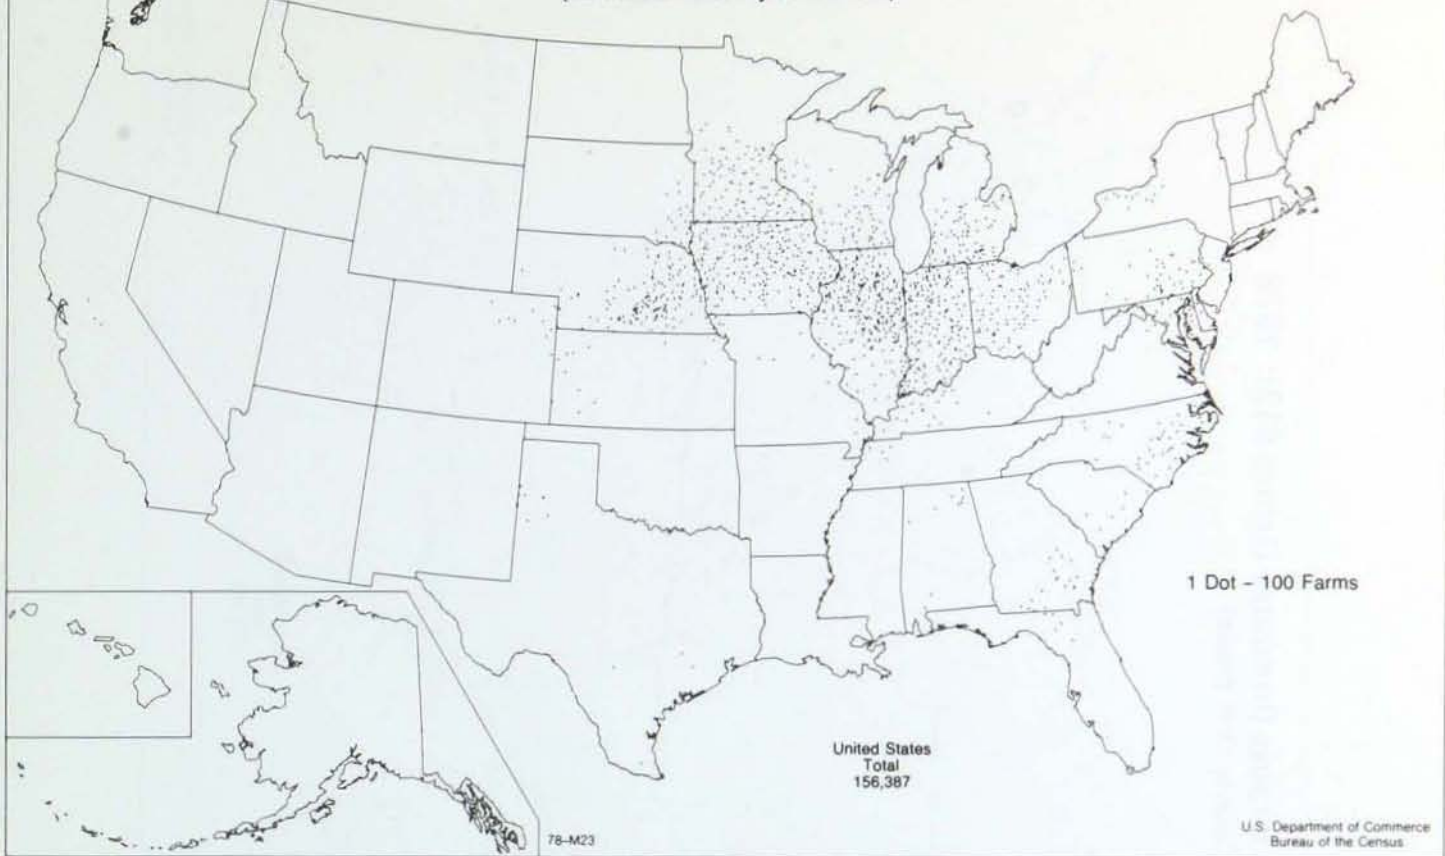 1 Dot – 100 Farms
United States
Total
156,387
78–M23
U.S. Department of Commerce
Bureau of the Census